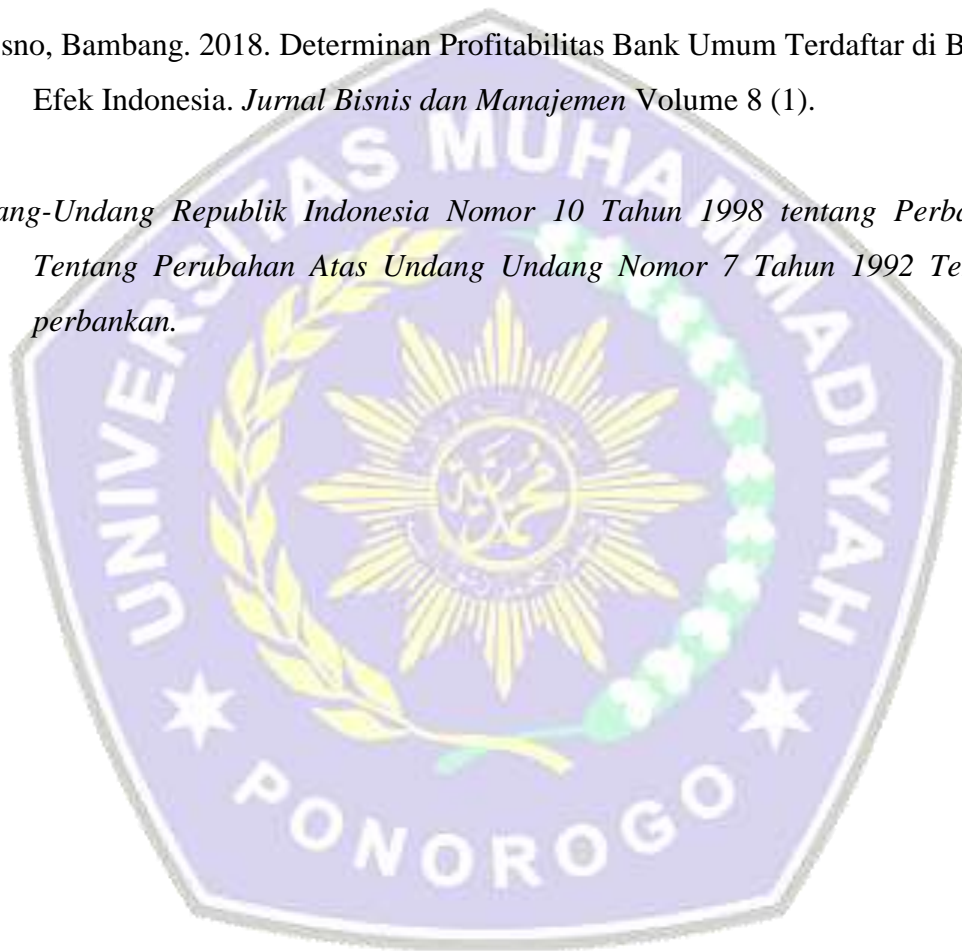 sno, Bambang. 2018. Determinan Profitabilitas Bank Umum Terdaftar di B
Efek Indonesia. Jurnal Bisnis dan Manajemen Volume 8 (1).
ang-Undang Republik Indonesia Nomor 10 Tahun 1998 tentang Perba
Tentang Perubahan Atas Undang Undang Nomor 7 Tahun 1992 Te
perbankan.
UNIVERSITAS MUHAMMADIYAH
PONOROGO